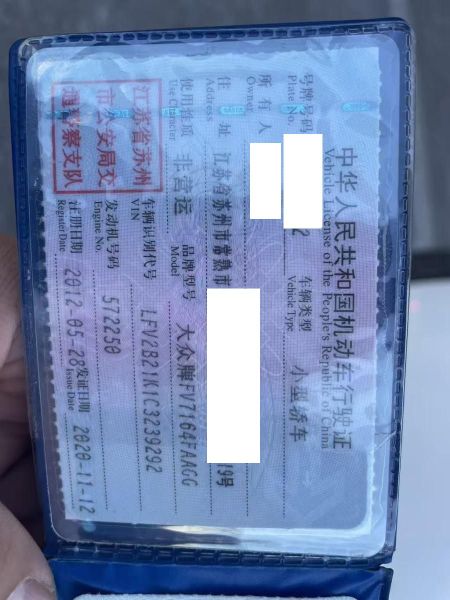 中华人民共和国机动车行驶证
Vehicle License of the People's Republic of China
号牌号码 2 车辆类型 小型轿车
Plate No. Vehicle Type
所有人
Owner
住址 江苏省苏州市常熟市 19号
Address
使用性质 非营运 品牌型号 大众牌FV7164FAAGG
Use Character Model
江苏省苏州
市公安局交
通警察支队
车辆识别代号 LFV2B21K1C3239292
VIN
发动机号码 572250
Engine No.
注册日期 2012-05-28 发证日期 2020-11-12
Register Date Issue Date